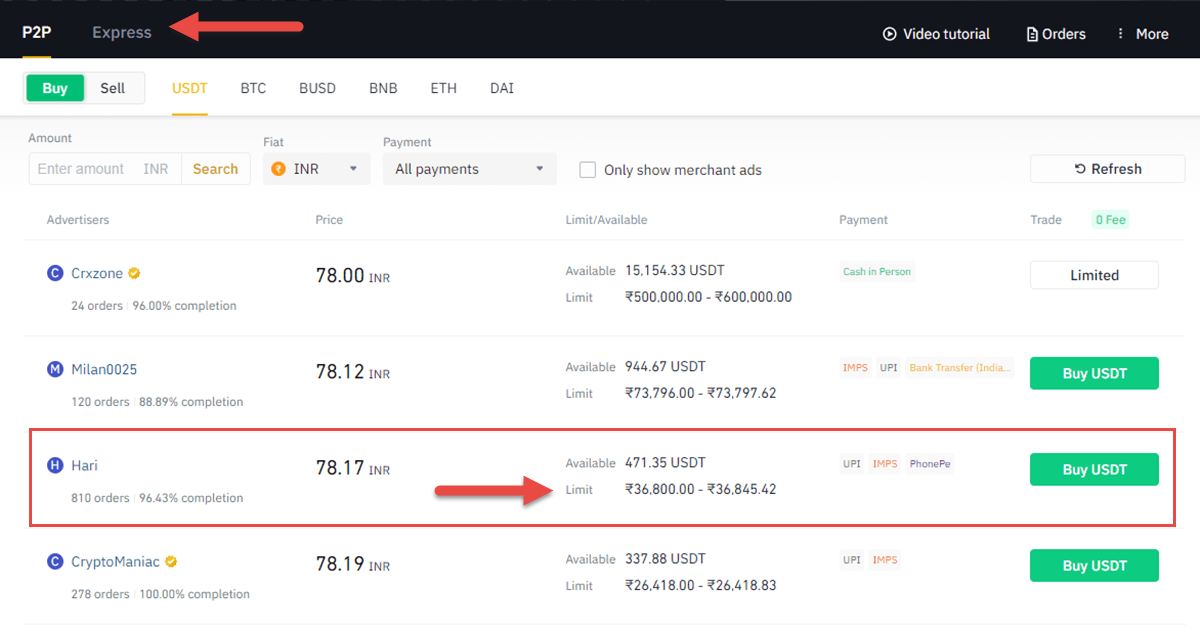 P2P Express Video tutorial Orders More
Buy Sell USDT BTC BUSD BNB ETH DAI
Amount Fiat Payment
Enter amount INR Search ₹ INR All payments Only show merchant ads Refresh
Advertisers Price Limit/Available Payment Trade 0 Fee
C Crxzone 78.00 INR Available 15,154.33 USDT Cash in Person Limited
24 orders 96.00% completion Limit ₹500,000.00 - ₹600,000.00
M Milan0025 78.12 INR Available 944.67 USDT IMPS UPI Bank Transfer (India... Buy USDT
120 orders 88.89% completion Limit ₹73,796.00 - ₹73,797.62
H Hari 78.17 INR Available 471.35 USDT UPI IMPS PhonePe Buy USDT
810 orders 96.43% completion Limit ₹36,800.00 - ₹36,845.42
C CryptoManiac 78.19 INR Available 337.88 USDT UPI IMPS Buy USDT
278 orders 100.00% completion Limit ₹26,418.00 - ₹26,418.83